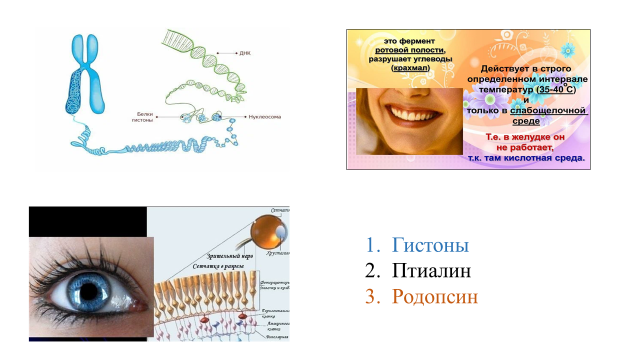 ДНК
Белки
гистоны
Нуклеосома
это фермент
ротовой полости,
разрушает углеводы
(крахмал)
Действует в строго
определенном интервале
температур (35-40°C)
и
только в слабощелочной
среде
Т.е. в желудке он
не работает,
т.к. там кислотная среда.
Зрительный нерв
Сетчатка в разрезе
1. Гистоны
2. Птиалин
3. Родопсин